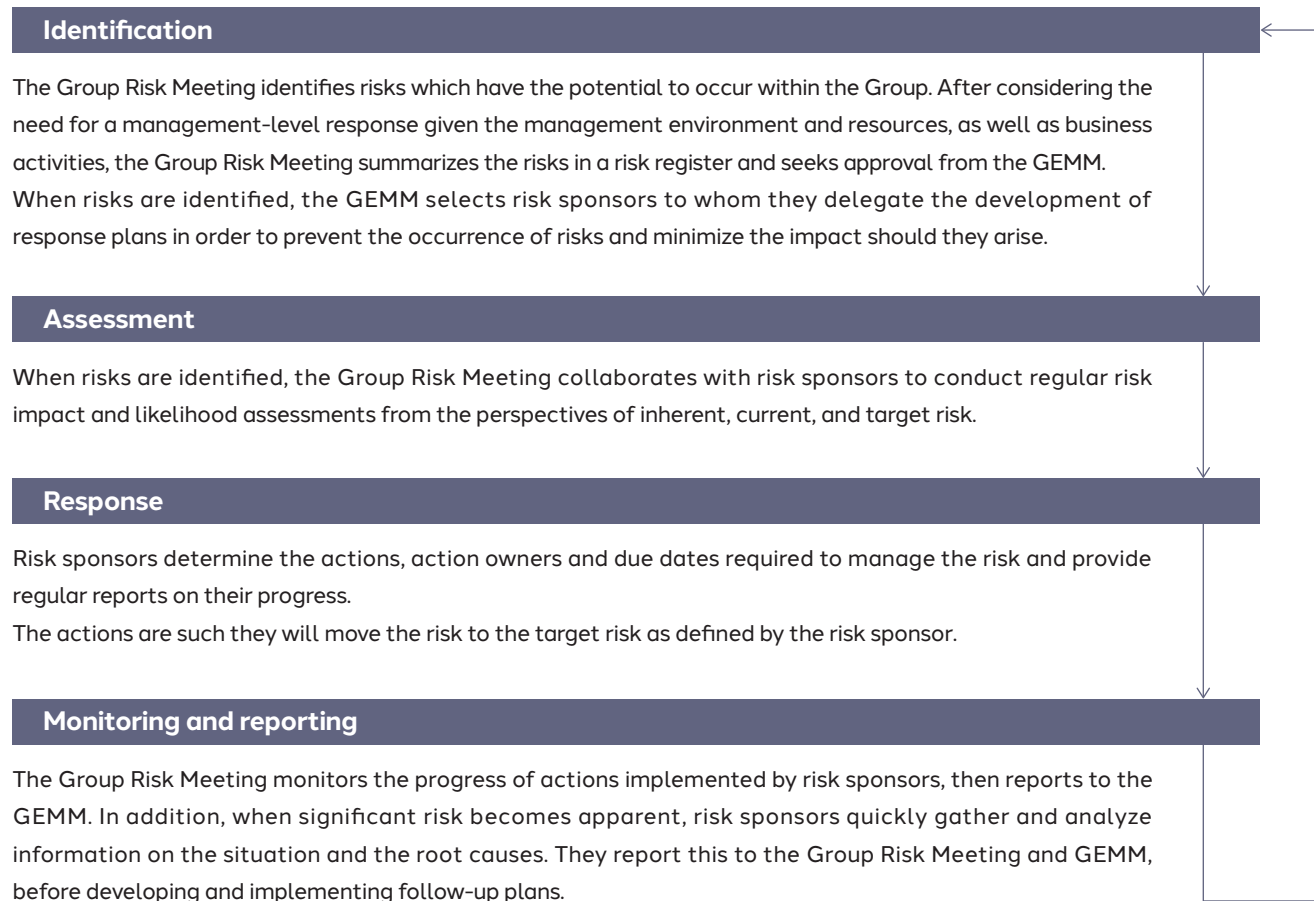 Identification
The Group Risk Meeting identifies risks which have the potential to occur within the Group. After considering the
need for a management-level response given the management environment and resources, as well as business
activities, the Group Risk Meeting summarizes the risks in a risk register and seeks approval from the GEMM.
When risks are identified, the GEMM selects risk sponsors to whom they delegate the development of
response plans in order to prevent the occurrence of risks and minimize the impact should they arise.
Assessment
When risks are identified, the Group Risk Meeting collaborates with risk sponsors to conduct regular risk
impact and likelihood assessments from the perspectives of inherent, current, and target risk.
Response
Risk sponsors determine the actions, action owners and due dates required to manage the risk and provide
regular reports on their progress.
The actions are such they will move the risk to the target risk as defined by the risk sponsor.
Monitoring and reporting
The Group Risk Meeting monitors the progress of actions implemented by risk sponsors, then reports to the
GEMM. In addition, when significant risk becomes apparent, risk sponsors quickly gather and analyze
information on the situation and the root causes. They report this to the Group Risk Meeting and GEMM,
before developing and implementing follow-up plans.